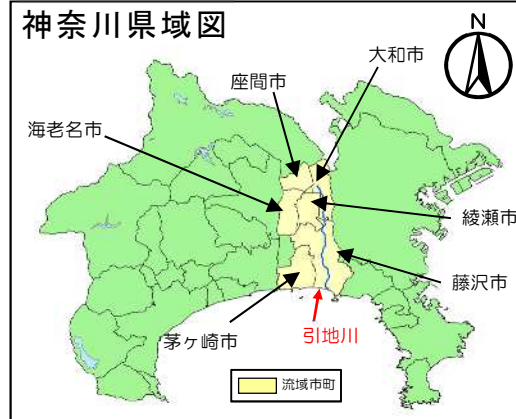 神奈川県域図
N
大和市
座間市
海老名市
綾瀬市
藤沢市
茅ヶ崎市
引地川
流域市町